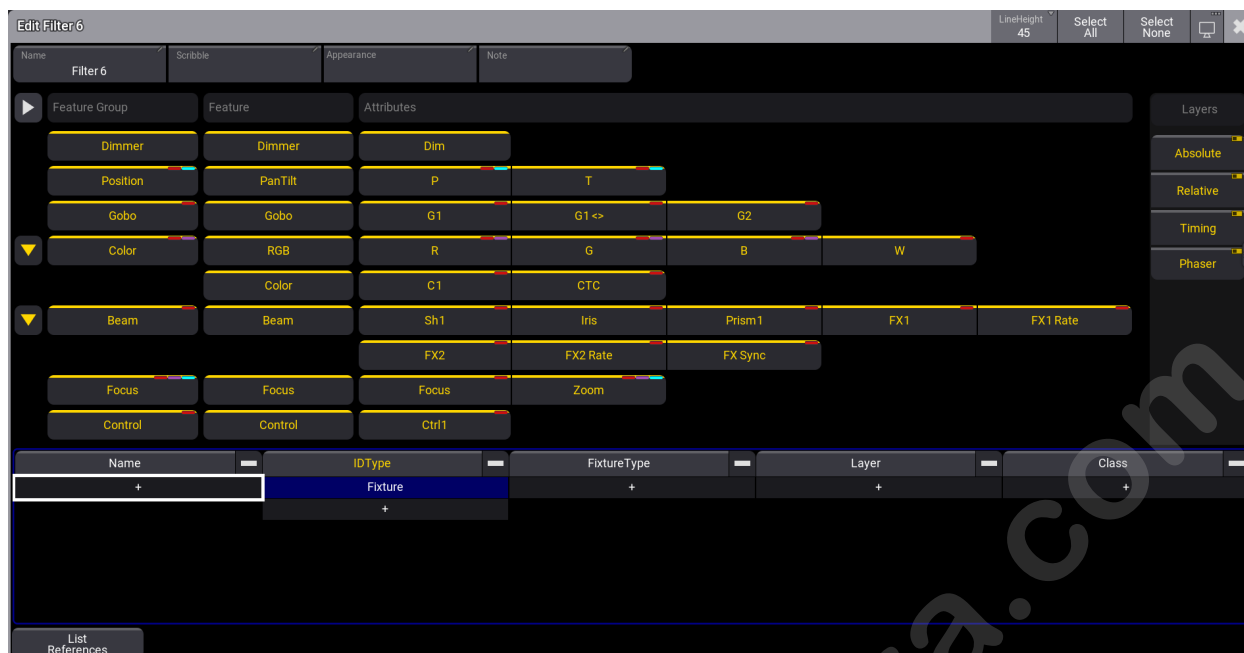 Edit Filter 6
LineHeight
45
Select
All
Select
None
Name
Filter 6
Scribble
Appearance
Note
Feature Group
Feature
Attributes
Layers
Dimmer
Dimmer
Dim
Absolute
Position
PanTilt
P
T
Relative
Gobo
Gobo
G1
G1 <>
G2
Timing
Color
RGB
R
G
B
W
Phaser
Color
C1
CTC
Beam
Beam
Sh1
Iris
Prism1
FX1
FX1 Rate
FX2
FX2 Rate
FX Sync
Focus
Focus
Focus
Zoom
Control
Control
Ctrl1
Name
IDType
FixtureType
Layer
Class
+
Fixture
+
+
+
+
List
References
a.com